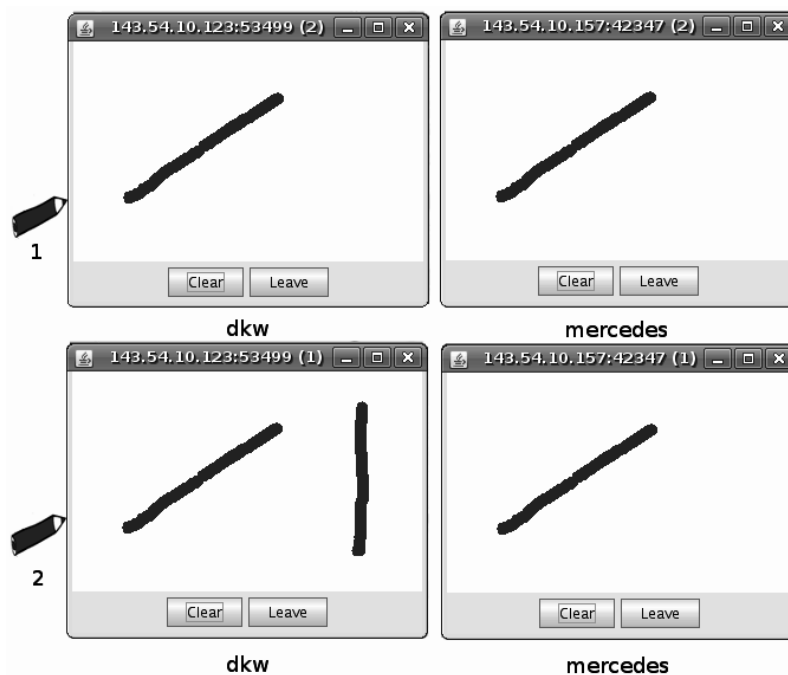 143.54.10.123:53499 (2)
143.54.10.157:42347 (2)
1
Clear Leave
Clear Leave
dkw
mercedes
143.54.10.123:53499 (1)
143.54.10.157:42347 (1)
2
Clear Leave
Clear Leave
dkw
mercedes